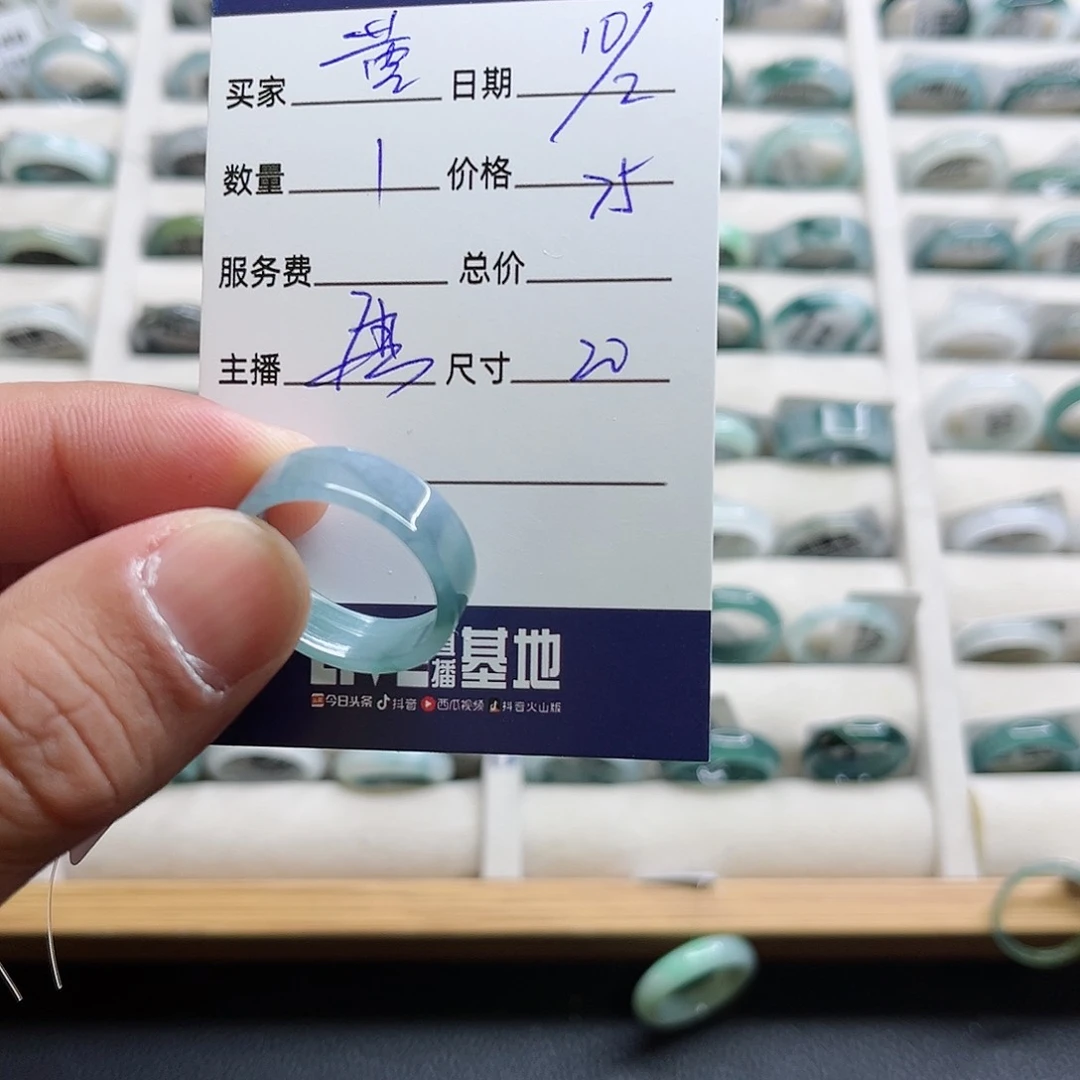 买家 黄 日期 10/2
数量 1 价格 75
服务费 总价
主播 尺寸 20
播基地
今日头条 抖音 西瓜视频 抖音火山版